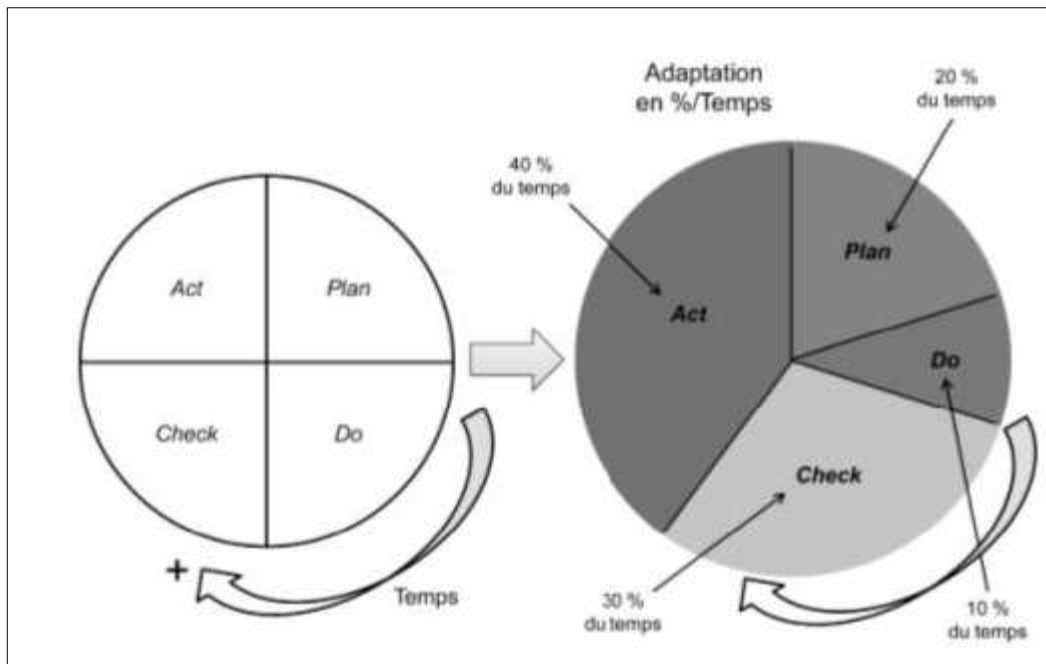 Act
Plan
Check
Do
+
Temps
Adaptation
en %/Temps
20 %
du temps
40 %
du temps
Plan
Act
Do
Check
30 %
du temps
10 %
du temps